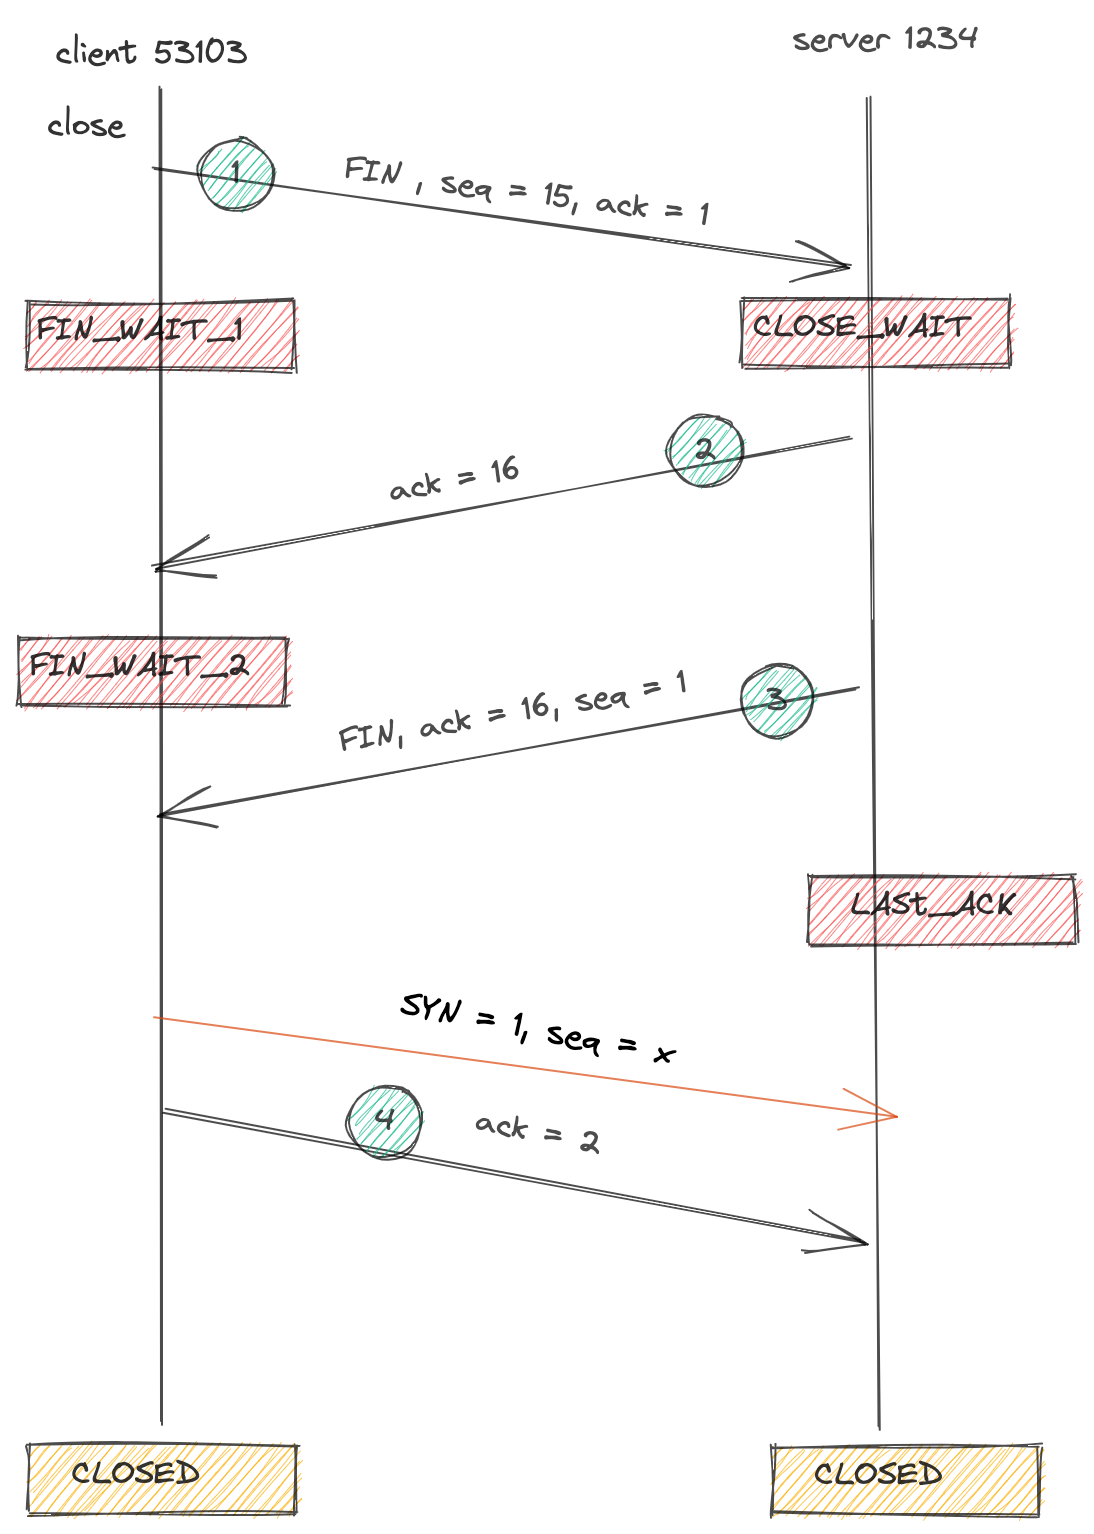 client 53103
server 1234
close
1
FIN , seq = 15, ack = 1
FIN_WAIT_1
CLOSE_WAIT
2
ack = 16
FIN_WAIT_2
3
FIN, ack = 16, seq = 1
LASt_ACK
SYN = 1, seq = x
4
ack = 2
CLOSED
CLOSED